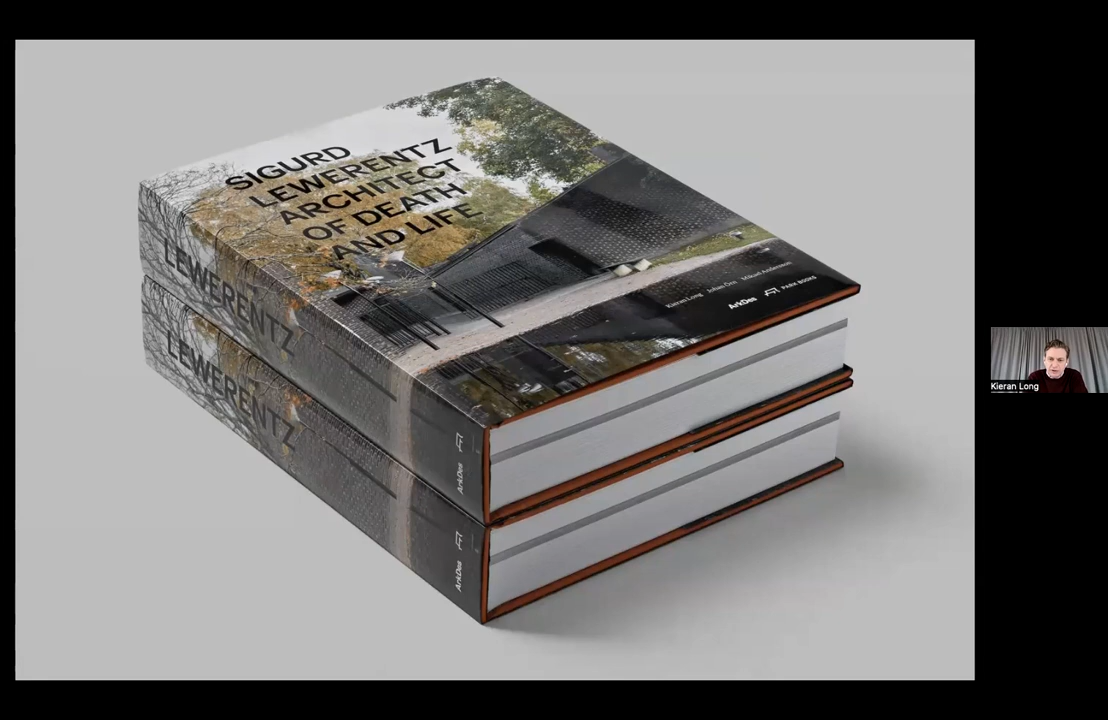 SIGURD
LEWERENTZ
ARCHITECT
OF DEATH
AND LIFE
Kieran Long Johan Örn Mikael Andersson
ArkDes PARK BOOKS
LEWERENTZ
ArkDes
LEWERENTZ
ArkDes
Kieran Long